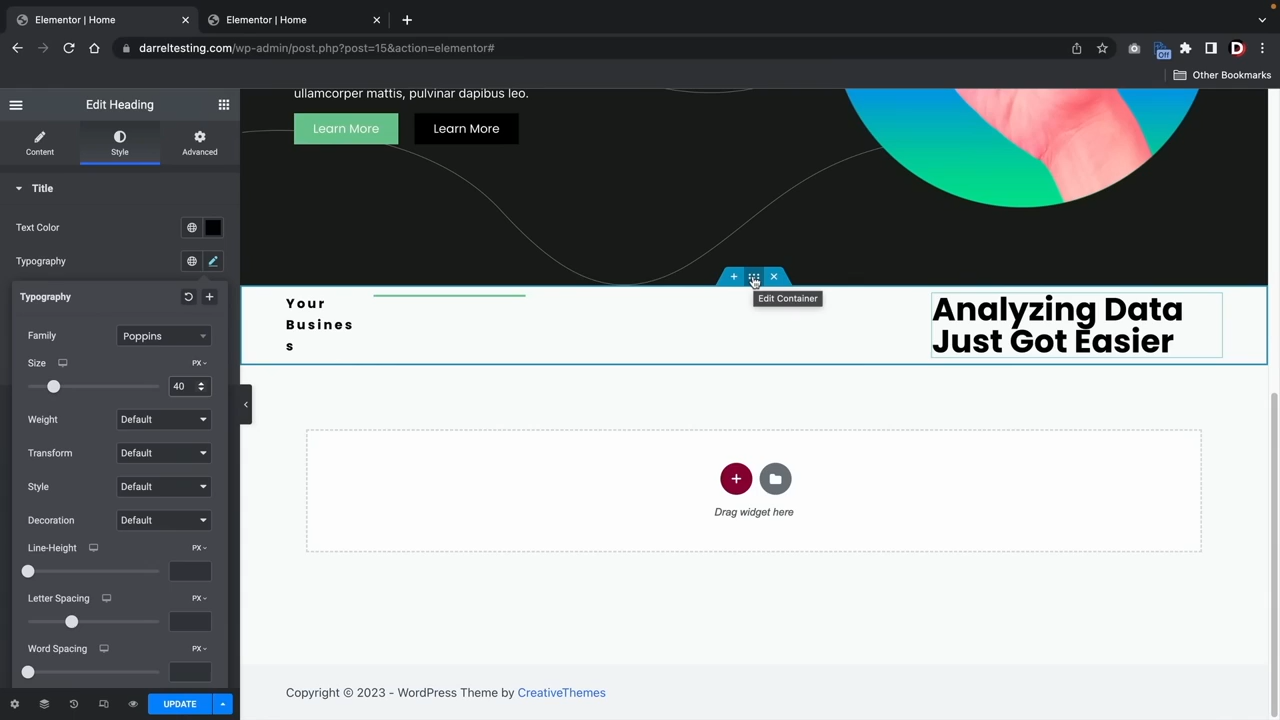 Elementor | Home
Elementor | Home
darreltesting.com/wp-admin/post.php?post=15&action=elementor#
Off
D
Other Bookmarks
Edit Heading
Content
Style
Advanced
Title
Text Color
Typography
Typography
Family
Poppins
Size
PX
40
Weight
Default
Transform
Default
Style
Default
Decoration
Default
Line-Height
PX
Letter Spacing
PX
Word Spacing
PX
UPDATE
ullamcorper mattis, pulvinar dapibus leo.
Learn More
Learn More
Edit Container
Your
Busines
s
Analyzing Data
Just Got Easier
Drag widget here
Copyright © 2023 - WordPress Theme by CreativeThemes